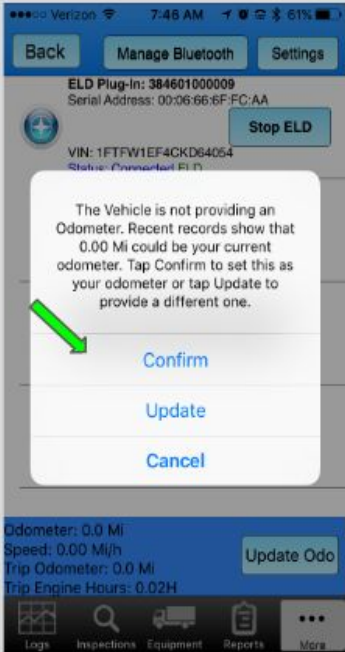 Verizon 7:46 AM 61%
Back Manage Bluetooth Settings
ELD Plug-In: 384601000009
Serial Address: 00:06:66:6F:FC:AA
Stop ELD
VIN: 1FTFW1EF4CKD64054
Status: Connected ELD
The Vehicle is not providing an
Odometer. Recent records show that
0.00 Mi could be your current
odometer. Tap Confirm to set this as
your odometer or tap Update to
provide a different one.
Confirm
Update
Cancel
Odometer: 0.0 Mi
Speed: 0.00 Mi/h
Trip Odometer: 0.0 Mi
Trip Engine Hours: 0.02H
Update Odo
Logs Inspections Equipment Reports More